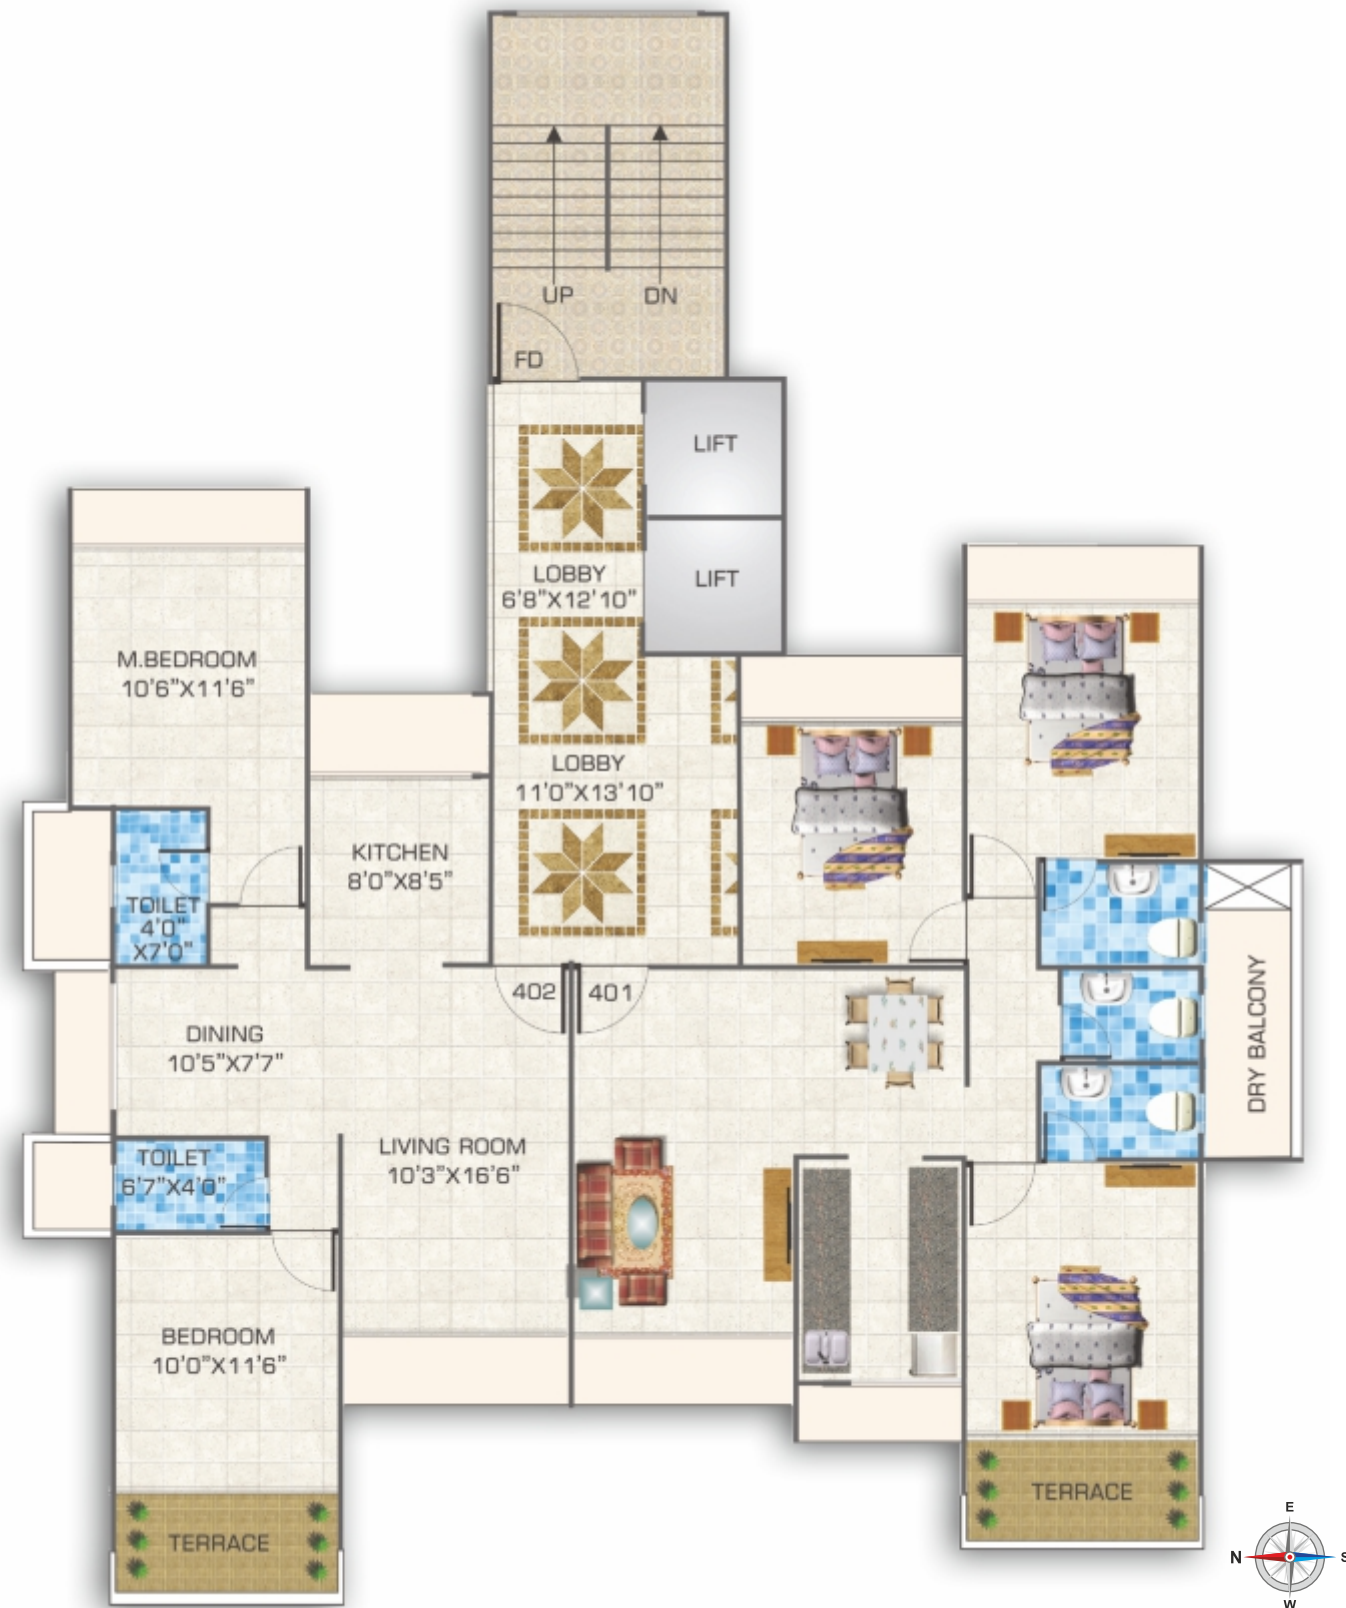 UP DN
FD
LIFT
LIFT
LOBBY
6'8"X12'10"
M.BEDROOM
10'6"X11'6"
LOBBY
11'0"X13'10"
KITCHEN
8'0"X8'5"
TOILET
4'0"
X7'0"
402 401
DINING
10'5"X7'7"
DRY BALCONY
LIVING ROOM
10'3"X16'6"
TOILET
6'7"X4'0"
BEDROOM
10'0"X11'6"
TERRACE
TERRACE
E
N S
W